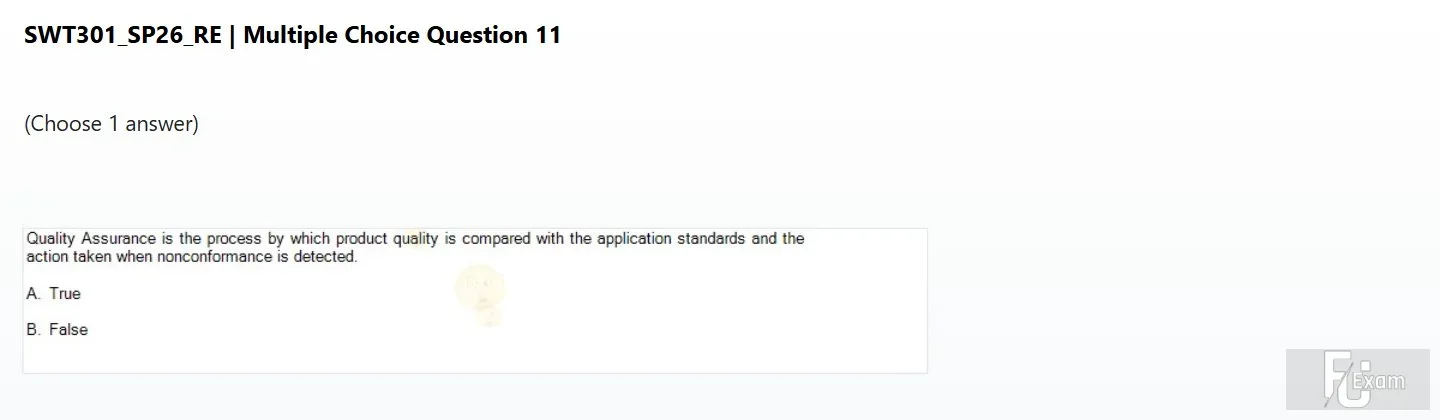 SWT301_SP26_RE | Multiple Choice Question 11
(Choose 1 answer)
Quality Assurance is the process by which product quality is compared with the application standards and the
action taken when nonconformance is detected.
A. True
B. False
FU Exam